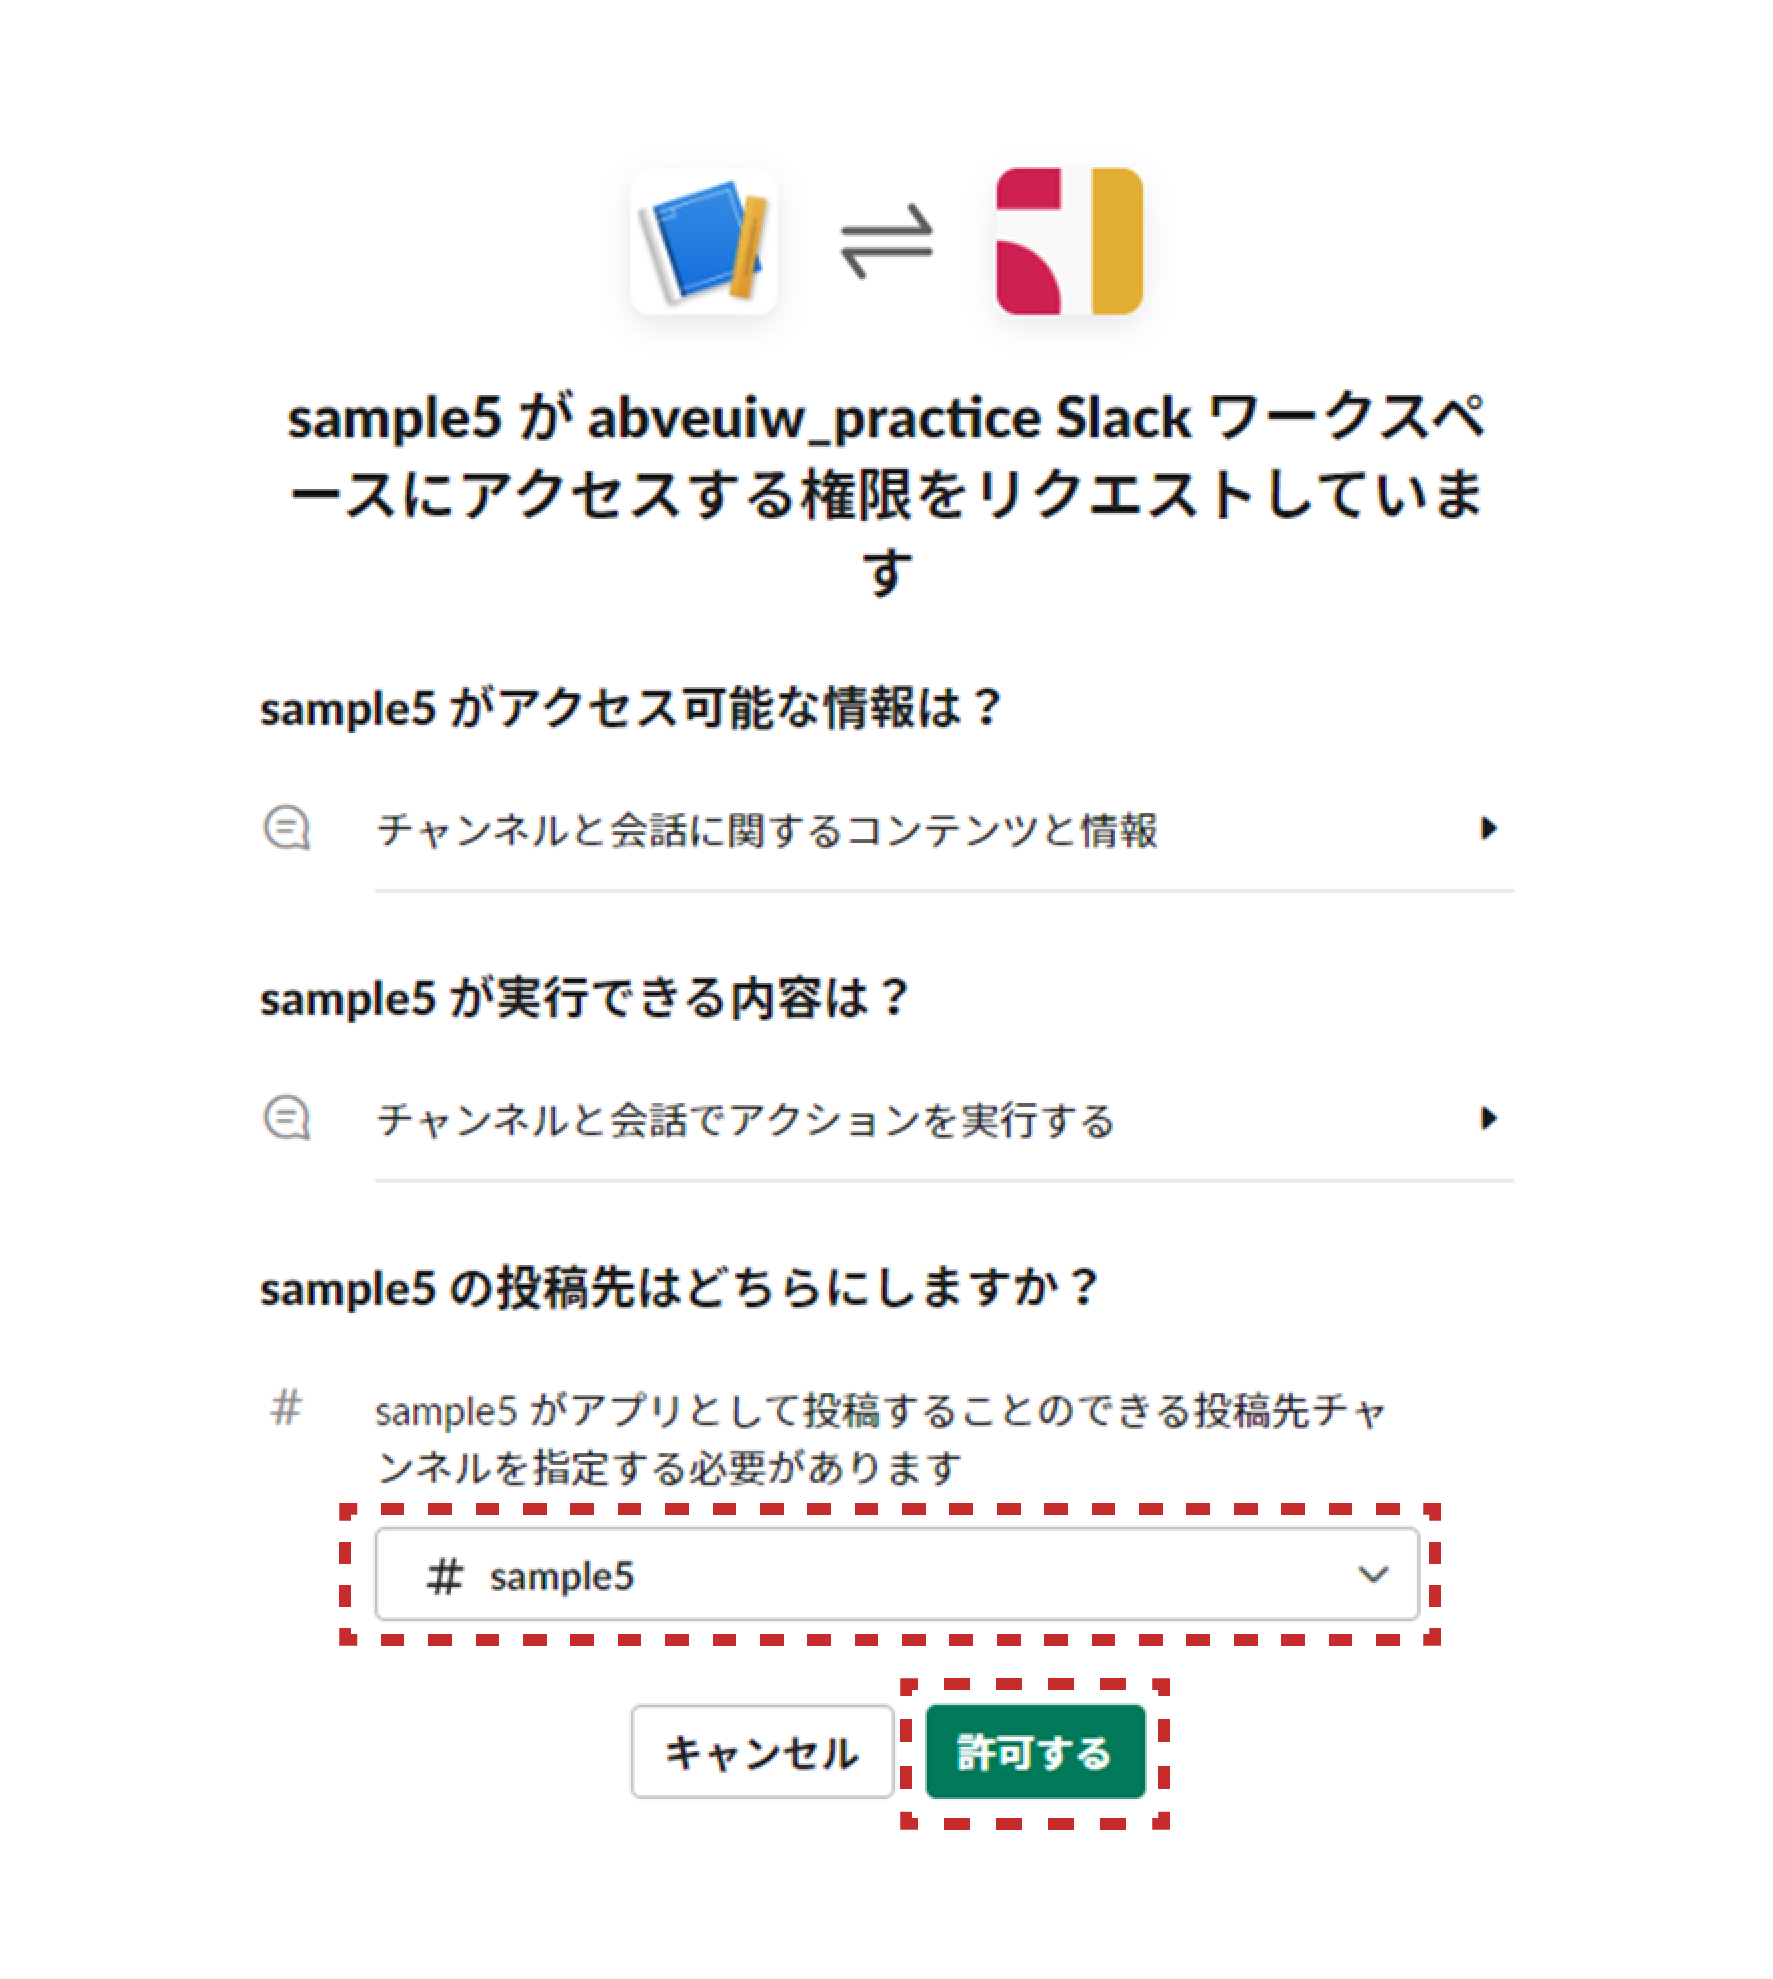 sample5 が abveuiw_practice Slack ワークスペ
ースにアクセスする権限をリクエストしていま
す
sample5 がアクセス可能な情報は？
チャンネルと会話に関するコンテンツと情報
sample5 が実行できる内容は？
チャンネルと会話でアクションを実行する
sample5 の投稿先はどちらにしますか？
# sample5 がアプリとして投稿することのできる投稿先チャ
ンネルを指定する必要があります
# sample5
キャンセル 許可する